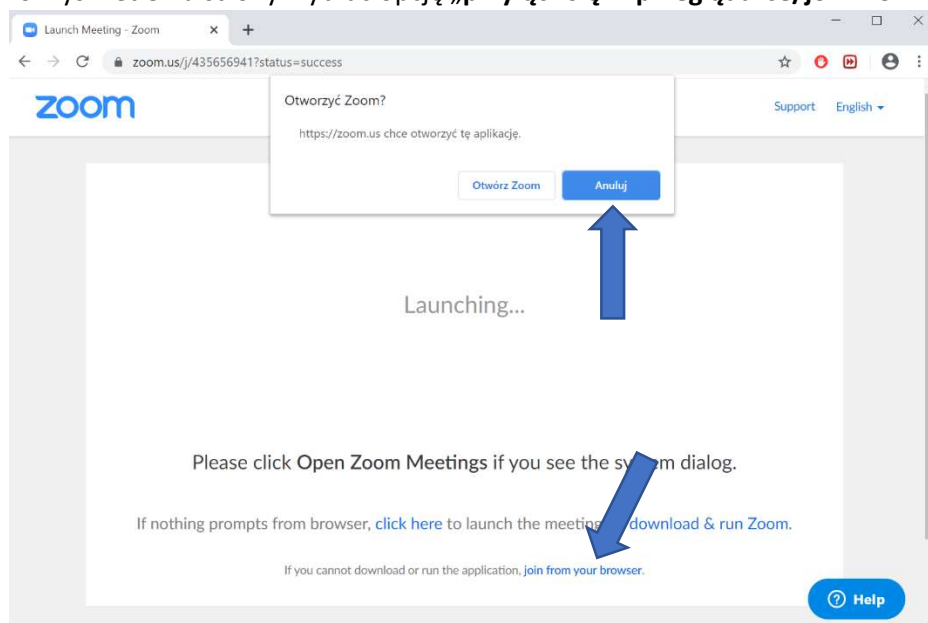 Launch Meeting - Zoom
zoom.us/j/435656941?status=success
zoom
Support English
Otworzyć Zoom?
https://zoom.us chce otworzyć tę aplikację.
Otwórz Zoom Anuluj
Launching...
Please click Open Zoom Meetings if you see the system dialog.
If nothing prompts from browser, click here to launch the meeting, download & run Zoom.
If you cannot download or run the application, join from your browser.
Help